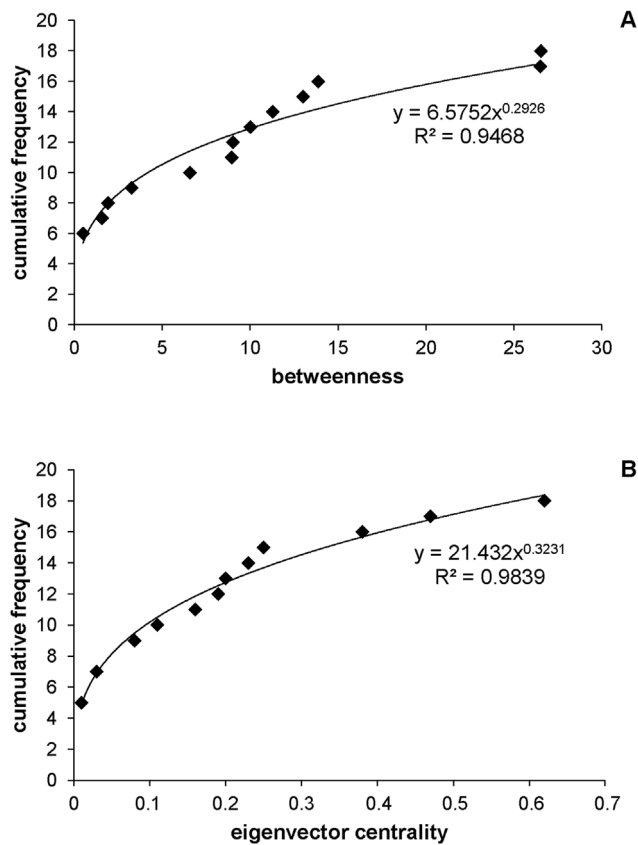 A
20
18
16
14
12
10
8
6
4
2
0
cumulative frequency
y = 6.5752x^0.2926
R² = 0.9468
0 5 10 15 20 25 30
betweenness
B
20
18
16
14
12
10
8
6
4
2
0
cumulative frequency
y = 21.432x^0.3231
R² = 0.9839
0 0.1 0.2 0.3 0.4 0.5 0.6 0.7
eigenvector centrality